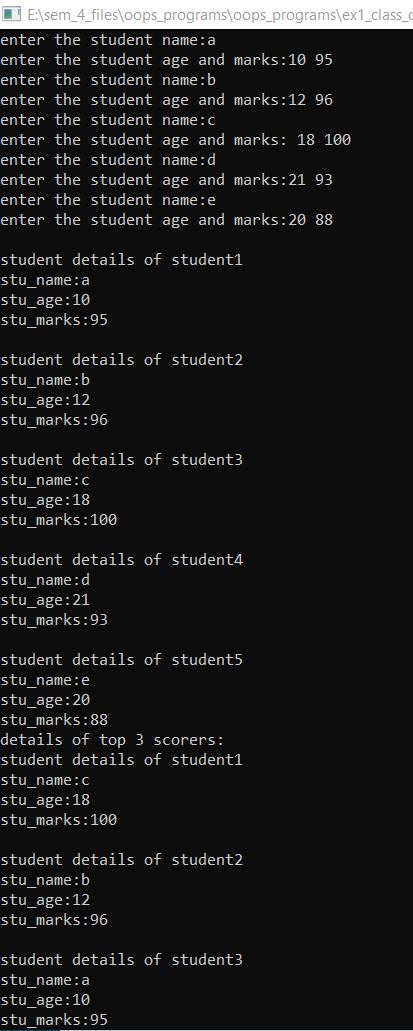 E:\sem_4_files\oops_programs\oops_programs\ex1_class_
enter the student name:a
enter the student age and marks:10 95
enter the student name:b
enter the student age and marks:12 96
enter the student name:c
enter the student age and marks: 18 100
enter the student name:d
enter the student age and marks:21 93
enter the student name:e
enter the student age and marks:20 88
student details of student1
stu_name:a
stu_age:10
stu_marks:95
student details of student2
stu_name:b
stu_age:12
stu_marks:96
student details of student3
stu_name:c
stu_age:18
stu_marks:100
student details of student4
stu_name:d
stu_age:21
stu_marks:93
student details of student5
stu_name:e
stu_age:20
stu_marks:88
details of top 3 scorers:
student details of student1
stu_name:c
stu_age:18
stu_marks:100
student details of student2
stu_name:b
stu_age:12
stu_marks:96
student details of student3
stu_name:a
stu_age:10
stu_marks:95